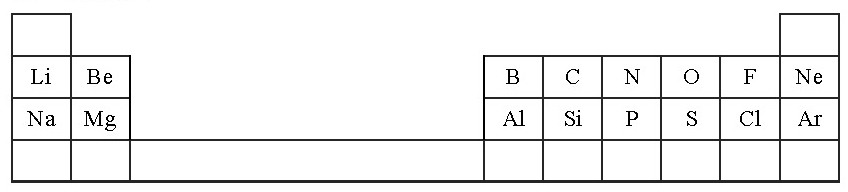 Li Be B C N O F Ne
Na Mg Al Si P S Cl Ar